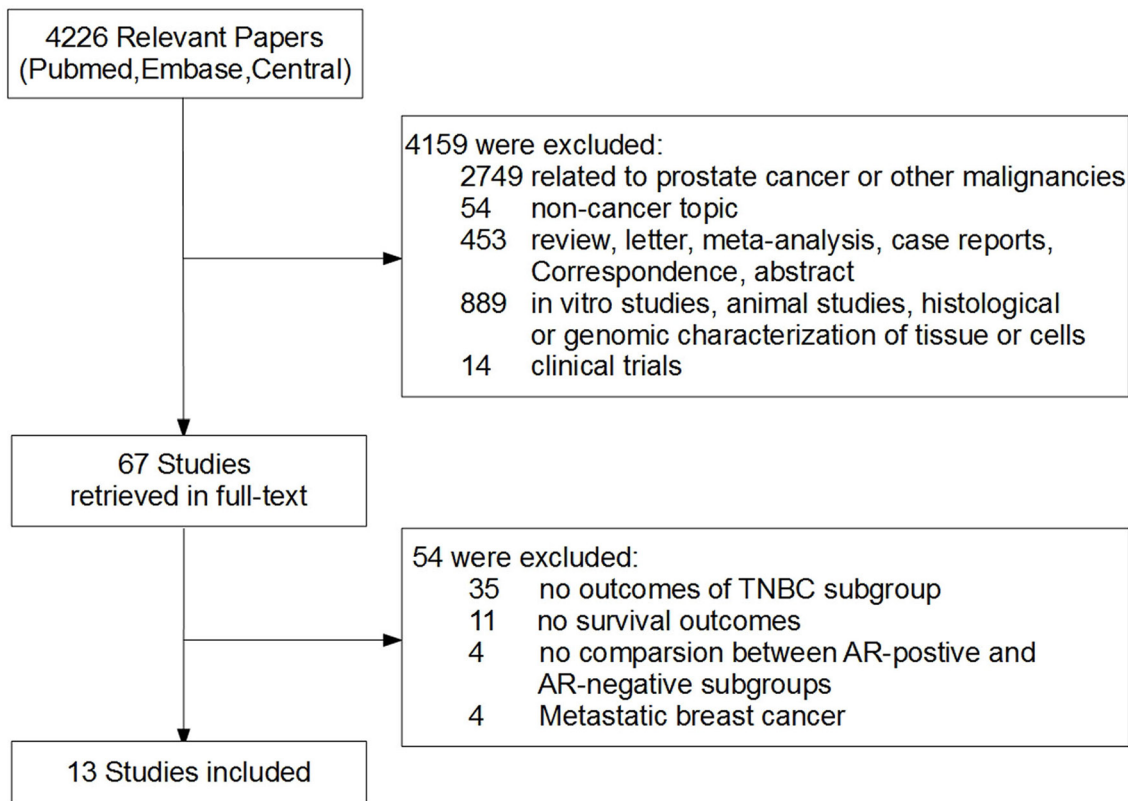 4226 Relevant Papers
(Pubmed,Embase,Central)
4159 were excluded:
2749 related to prostate cancer or other malignancies
54 non-cancer topic
453 review, letter, meta-analysis, case reports,
Correspondence, abstract
889 in vitro studies, animal studies, histological
or genomic characterization of tissue or cells
14 clinical trials
67 Studies
retrieved in full-text
54 were excluded:
35 no outcomes of TNBC subgroup
11 no survival outcomes
4 no comparsion between AR-postive and
AR-negative subgroups
4 Metastatic breast cancer
13 Studies included